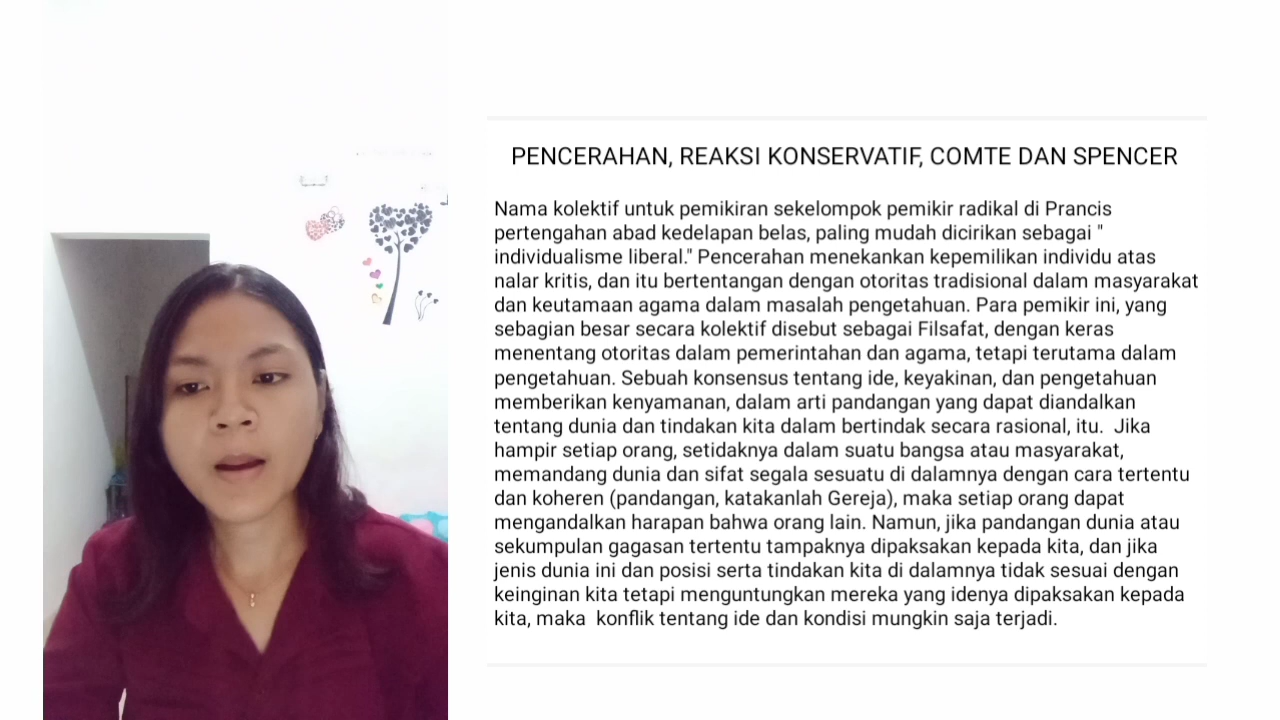 PENCERAHAN, REAKSI KONSERVATIF, COMTE DAN SPENCER
Nama kolektif untuk pemikiran sekelompok pemikir radikal di Prancis
pertengahan abad kedelapan belas, paling mudah dicirikan sebagai "
individualisme liberal." Pencerahan menekankan kepemilikan individu atas
nalar kritis, dan itu bertentangan dengan otoritas tradisional dalam masyarakat
dan keutamaan agama dalam masalah pengetahuan. Para pemikir ini, yang
sebagian besar secara kolektif disebut sebagai Filsafat, dengan keras
menentang otoritas dalam pemerintahan dan agama, tetapi terutama dalam
pengetahuan. Sebuah konsensus tentang ide, keyakinan, dan pengetahuan
memberikan kenyamanan, dalam arti pandangan yang dapat diandalkan
tentang dunia dan tindakan kita dalam bertindak secara rasional, itu.  Jika
hampir setiap orang, setidaknya dalam suatu bangsa atau masyarakat,
memandang dunia dan sifat segala sesuatu di dalamnya dengan cara tertentu
dan koheren (pandangan, katakanlah Gereja), maka setiap orang dapat
mengandalkan harapan bahwa orang lain. Namun, jika pandangan dunia atau
sekumpulan gagasan tertentu tampaknya dipaksakan kepada kita, dan jika
jenis dunia ini dan posisi serta tindakan kita di dalamnya tidak sesuai dengan
keinginan kita tetapi menguntungkan mereka yang idenya dipaksakan kepada
kita, maka  konflik tentang ide dan kondisi mungkin saja terjadi.